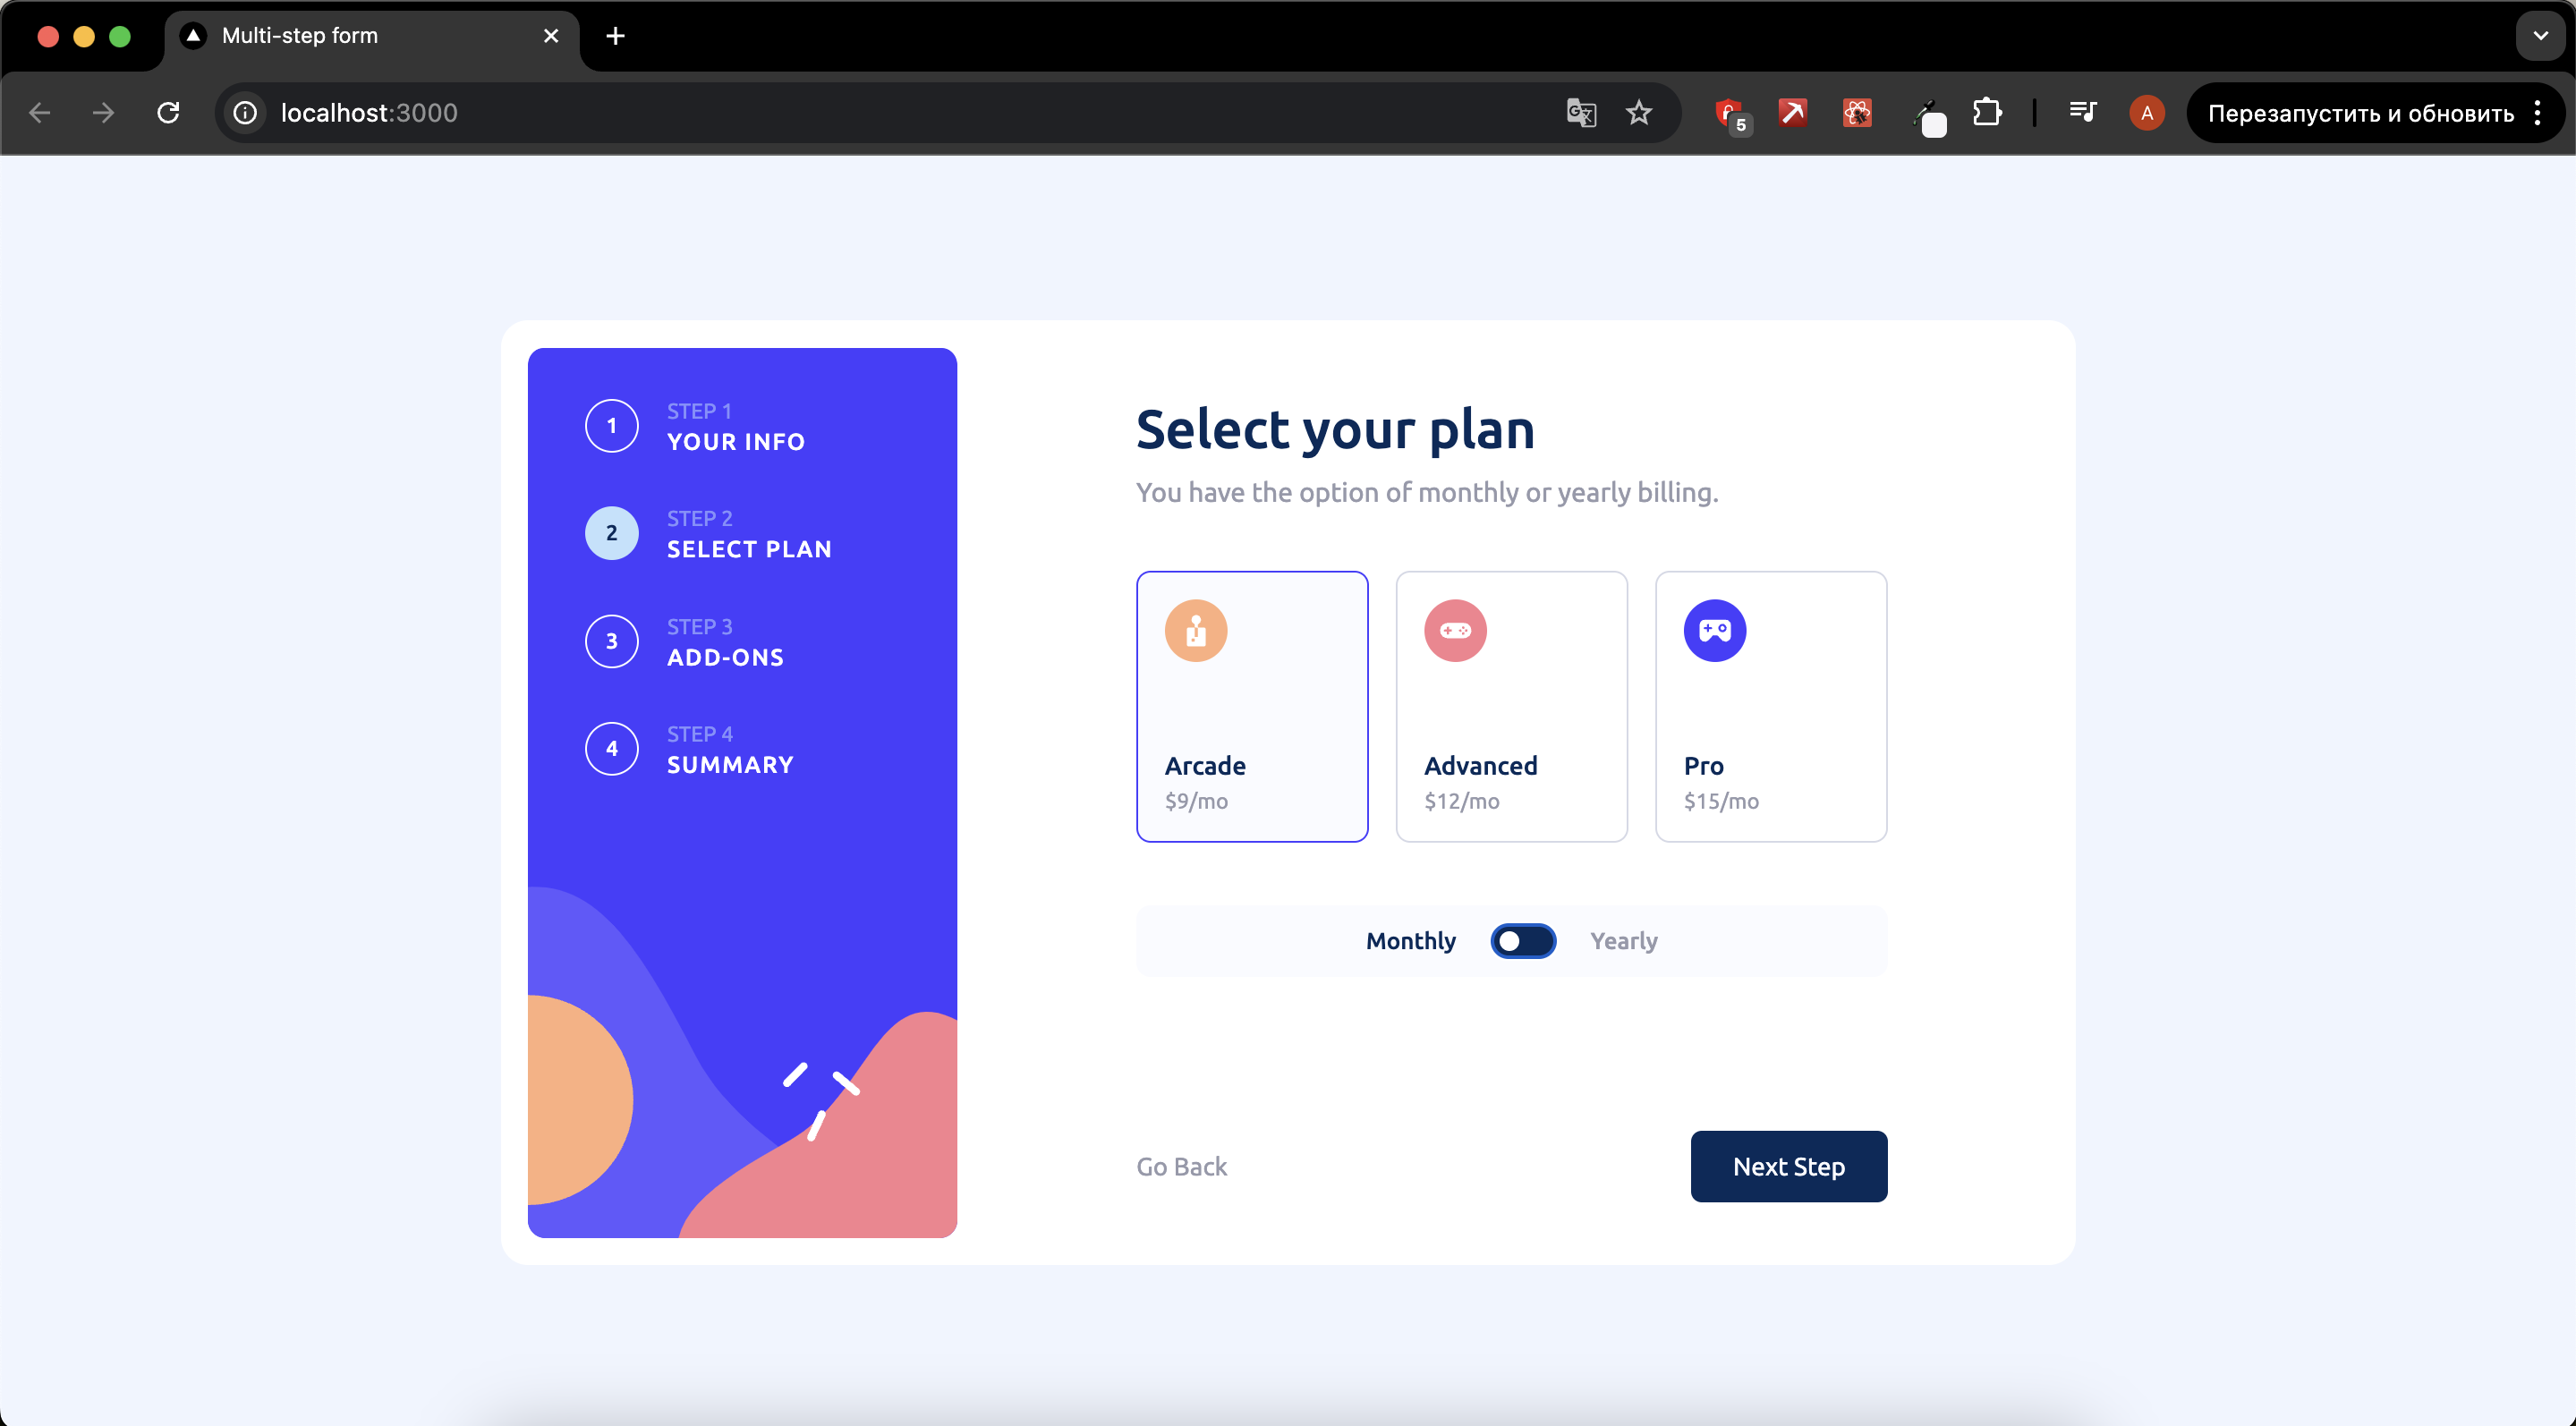 Multi-step form
localhost:3000
5
A
Перезапустить и обновить
1
STEP 1
YOUR INFO
2
STEP 2
SELECT PLAN
3
STEP 3
ADD-ONS
4
STEP 4
SUMMARY
Select your plan
You have the option of monthly or yearly billing.
Arcade
$9/mo
Advanced
$12/mo
Pro
$15/mo
Monthly
Yearly
Go Back
Next Step